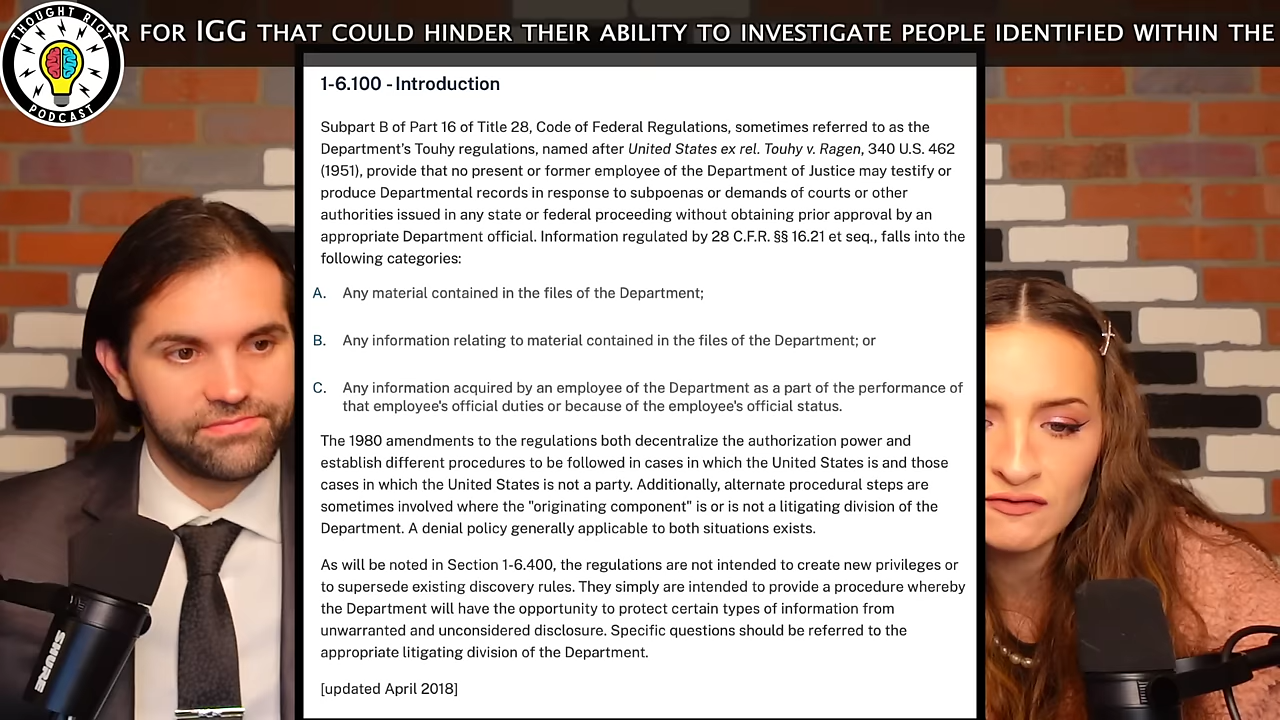 THOUGHT RIOT
PODCAST
R FOR IGG THAT COULD HINDER THEIR ABILITY TO INVESTIGATE PEOPLE IDENTIFIED WITHIN THE
1-6.100 - Introduction
Subpart B of Part 16 of Title 28, Code of Federal Regulations, sometimes referred to as the
Department's Touhy regulations, named after United States ex rel. Touhy v. Ragen, 340 U.S. 462
(1951), provide that no present or former employee of the Department of Justice may testify or
produce Departmental records in response to subpoenas or demands of courts or other
authorities issued in any state or federal proceeding without obtaining prior approval by an
appropriate Department official. Information regulated by 28 C.F.R. §§ 16.21 et seq., falls into the
following categories:
A. Any material contained in the files of the Department;
B. Any information relating to material contained in the files of the Department; or
C. Any information acquired by an employee of the Department as a part of the performance of
that employee's official duties or because of the employee's official status.
The 1980 amendments to the regulations both decentralize the authorization power and
establish different procedures to be followed in cases in which the United States is and those
cases in which the United States is not a party. Additionally, alternate procedural steps are
sometimes involved where the "originating component" is or is not a litigating division of the
Department. A denial policy generally applicable to both situations exists.
As will be noted in Section 1-6.400, the regulations are not intended to create new privileges or
to supersede existing discovery rules. They simply are intended to provide a procedure whereby
the Department will have the opportunity to protect certain types of information from
unwarranted and unconsidered disclosure. Specific questions should be referred to the
appropriate litigating division of the Department.
[updated April 2018]
SHURE